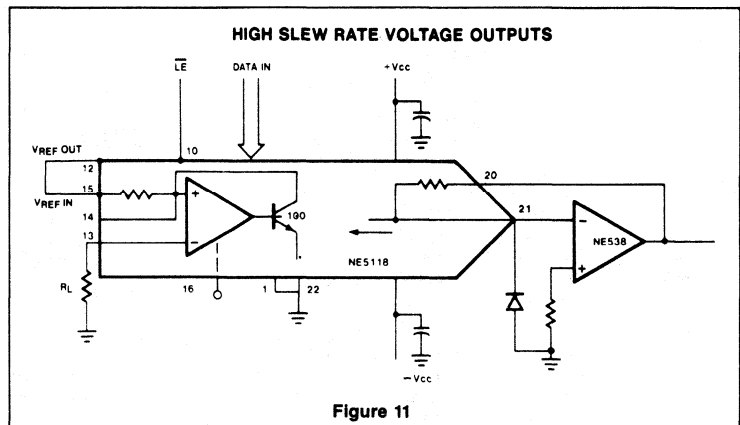 HIGH SLEW RATE VOLTAGE OUTPUTS
LE
DATA IN
+Vcc
VREF OUT
10
12
20
15
VREF IN
+
100
21
14
−
13
−
NE538
NE5118
+
RL
16
1
22
−Vcc
Figure 11